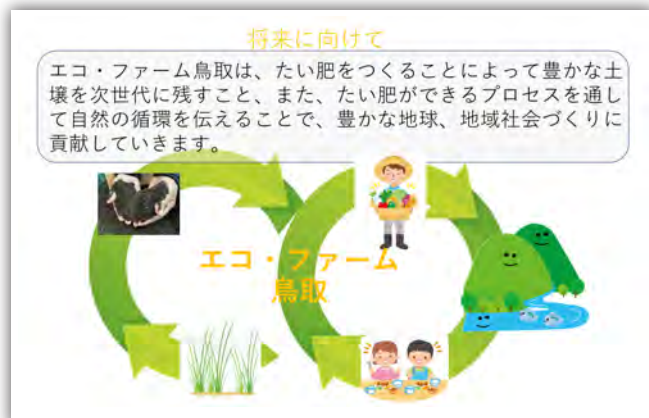 将来に向けて
エコ・ファーム鳥取は、たい肥をつくることによって豊かな土
壌を次世代に残すこと、また、たい肥ができるプロセスを通し
て自然の循環を伝えることで、豊かな地球、地域社会づくりに
貢献していきます。
エコ・ファーム
鳥取